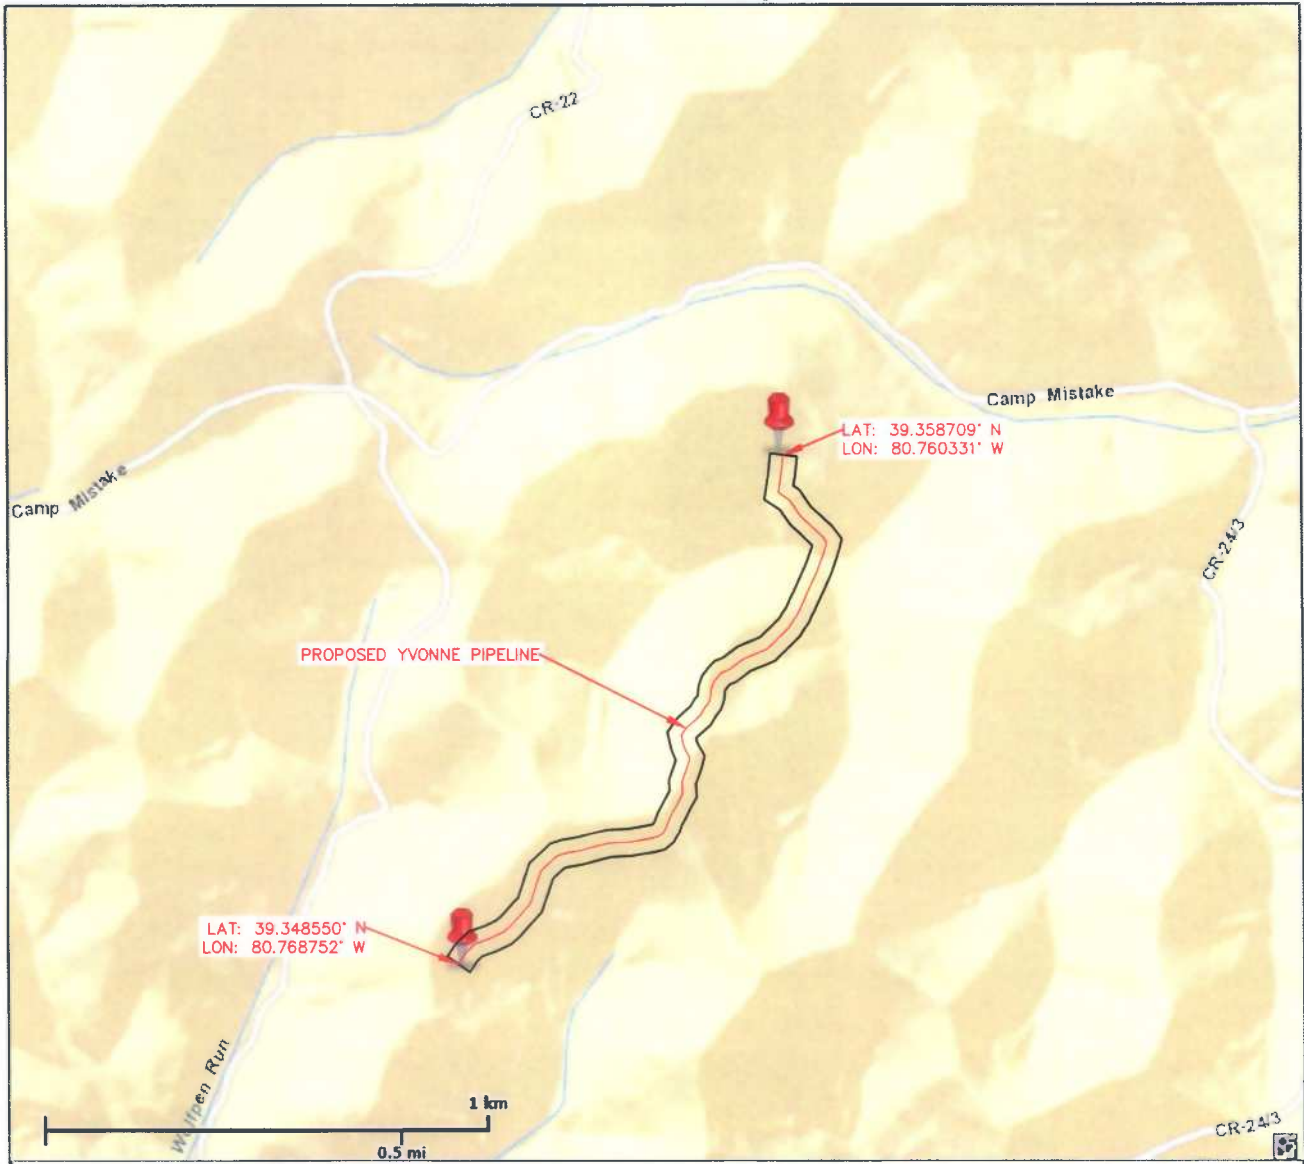 CR-22
Camp Mistake
LAT: 39.358709° N
LON: 80.760331° W
Camp Mistake
CR-24/3
PROPOSED YVONNE PIPELINE
LAT: 39.348550° N
LON: 80.768752° W
Wolfpen Run
1 km
0.5 mi
CR-24/3